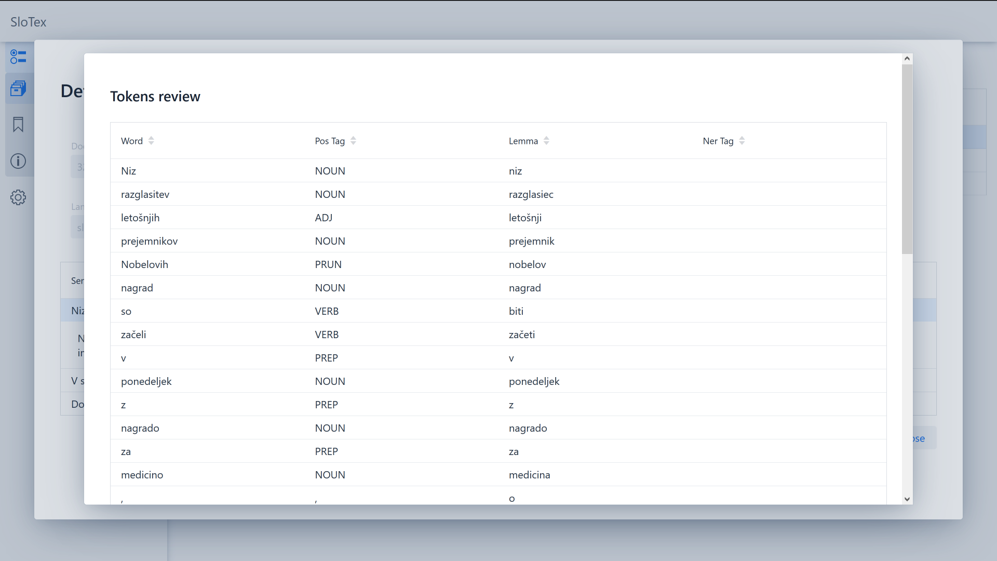 SloTex
De
Do
32
Lan
sl
Ser
Niz
N
in
V s
Do
ose
Tokens review
Word Pos Tag Lemma Ner Tag
Niz NOUN niz
razglasitev NOUN razglasiec
letošnjih ADJ letošnji
prejemnikov NOUN prejemnik
Nobelovih PRUN nobelov
nagrad NOUN nagrad
so VERB biti
začeli VERB začeti
v PREP v
ponedeljek NOUN ponedeljek
z PREP z
nagrado NOUN nagrado
za PREP za
medicino NOUN medicina
, , o